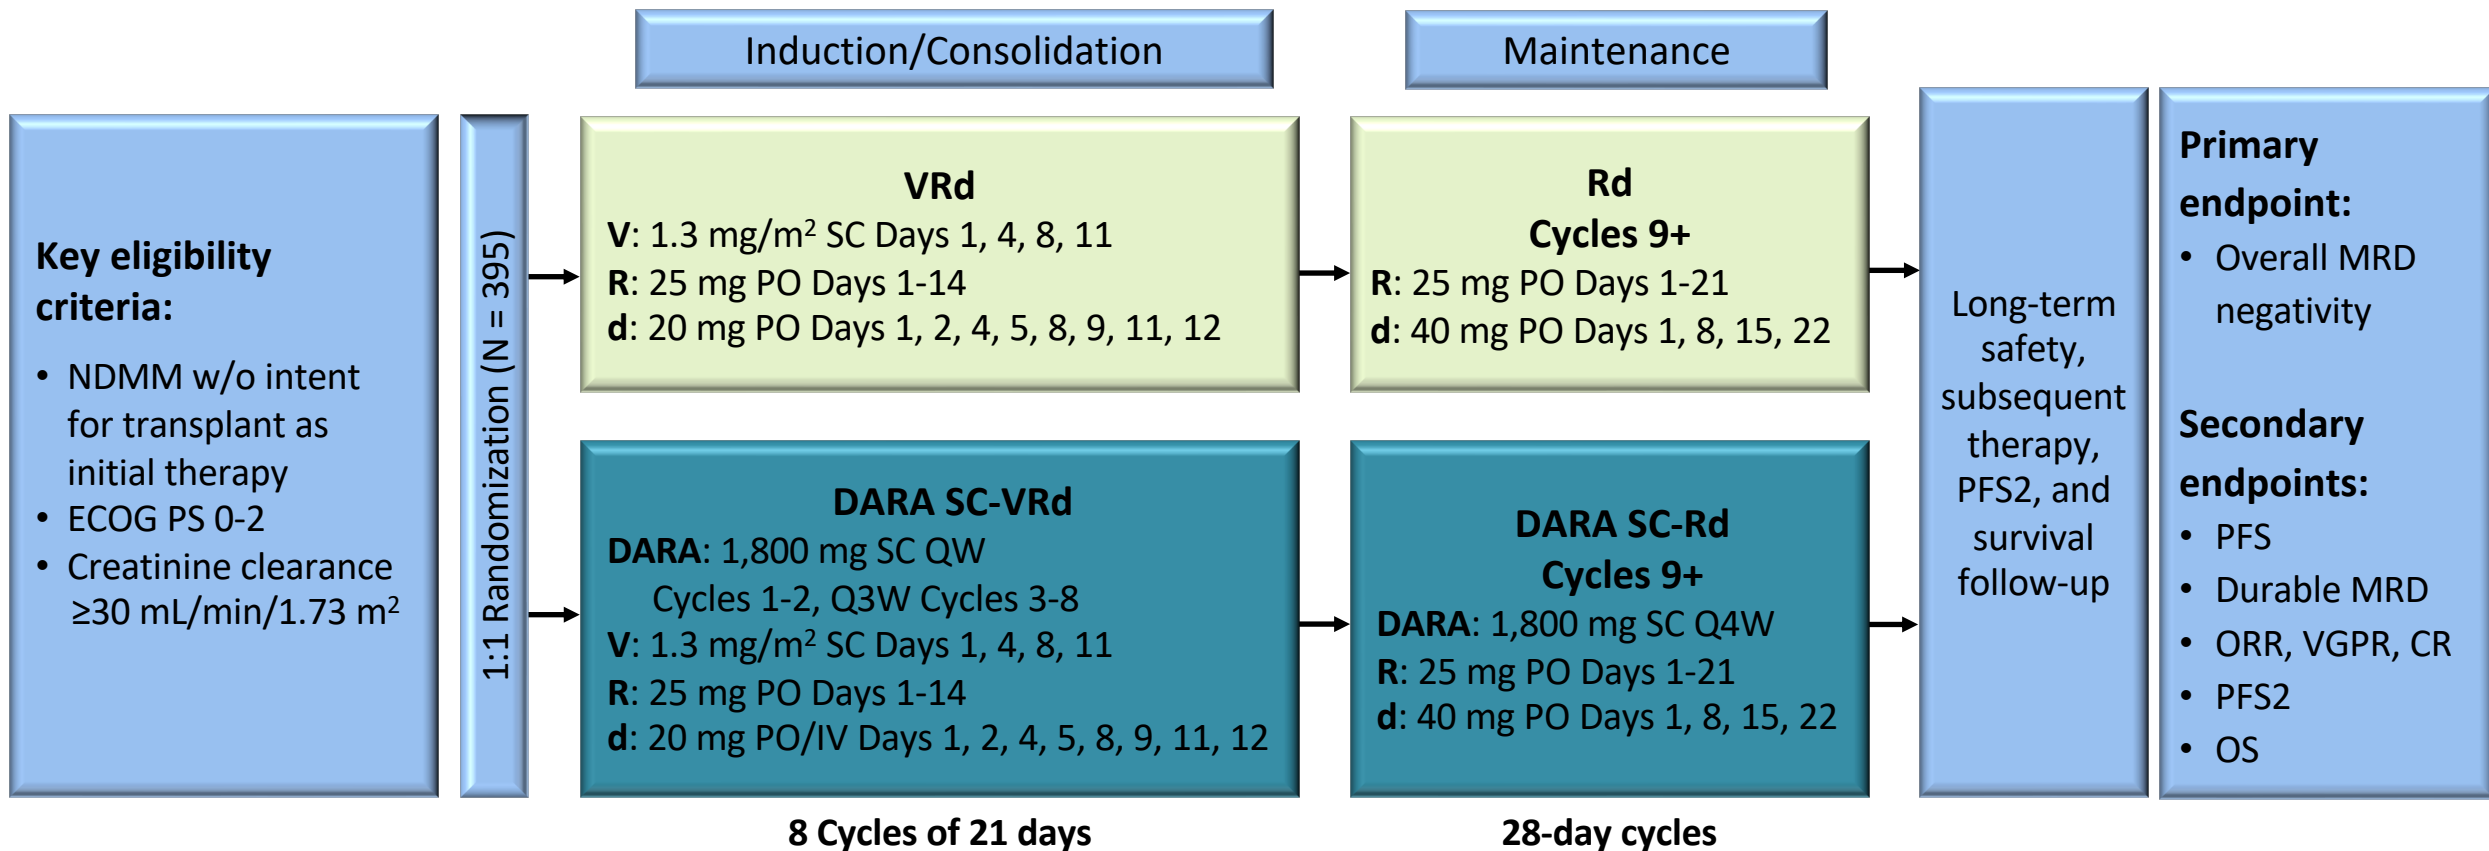 Induction/Consolidation
Maintenance
Key eligibility
criteria:
• NDMM w/o intent
for transplant as
initial therapy
• ECOG PS 0-2
• Creatinine clearance
≥30 mL/min/1.73 m²
1:1 Randomization (N = 395)
VRd
V: 1.3 mg/m² SC Days 1, 4, 8, 11
R: 25 mg PO Days 1-14
d: 20 mg PO Days 1, 2, 4, 5, 8, 9, 11, 12
Rd
Cycles 9+
R: 25 mg PO Days 1-21
d: 40 mg PO Days 1, 8, 15, 22
DARA SC-VRd
DARA: 1,800 mg SC QW
Cycles 1-2, Q3W Cycles 3-8
V: 1.3 mg/m² SC Days 1, 4, 8, 11
R: 25 mg PO Days 1-14
d: 20 mg PO/IV Days 1, 2, 4, 5, 8, 9, 11, 12
DARA SC-Rd
Cycles 9+
DARA: 1,800 mg SC Q4W
R: 25 mg PO Days 1-21
d: 40 mg PO Days 1, 8, 15, 22
8 Cycles of 21 days
28-day cycles
Long-term
safety,
subsequent
therapy,
PFS2, and
survival
follow-up
Primary
endpoint:
• Overall MRD
negativity
Secondary
endpoints:
• PFS
• Durable MRD
• ORR, VGPR, CR
• PFS2
• OS